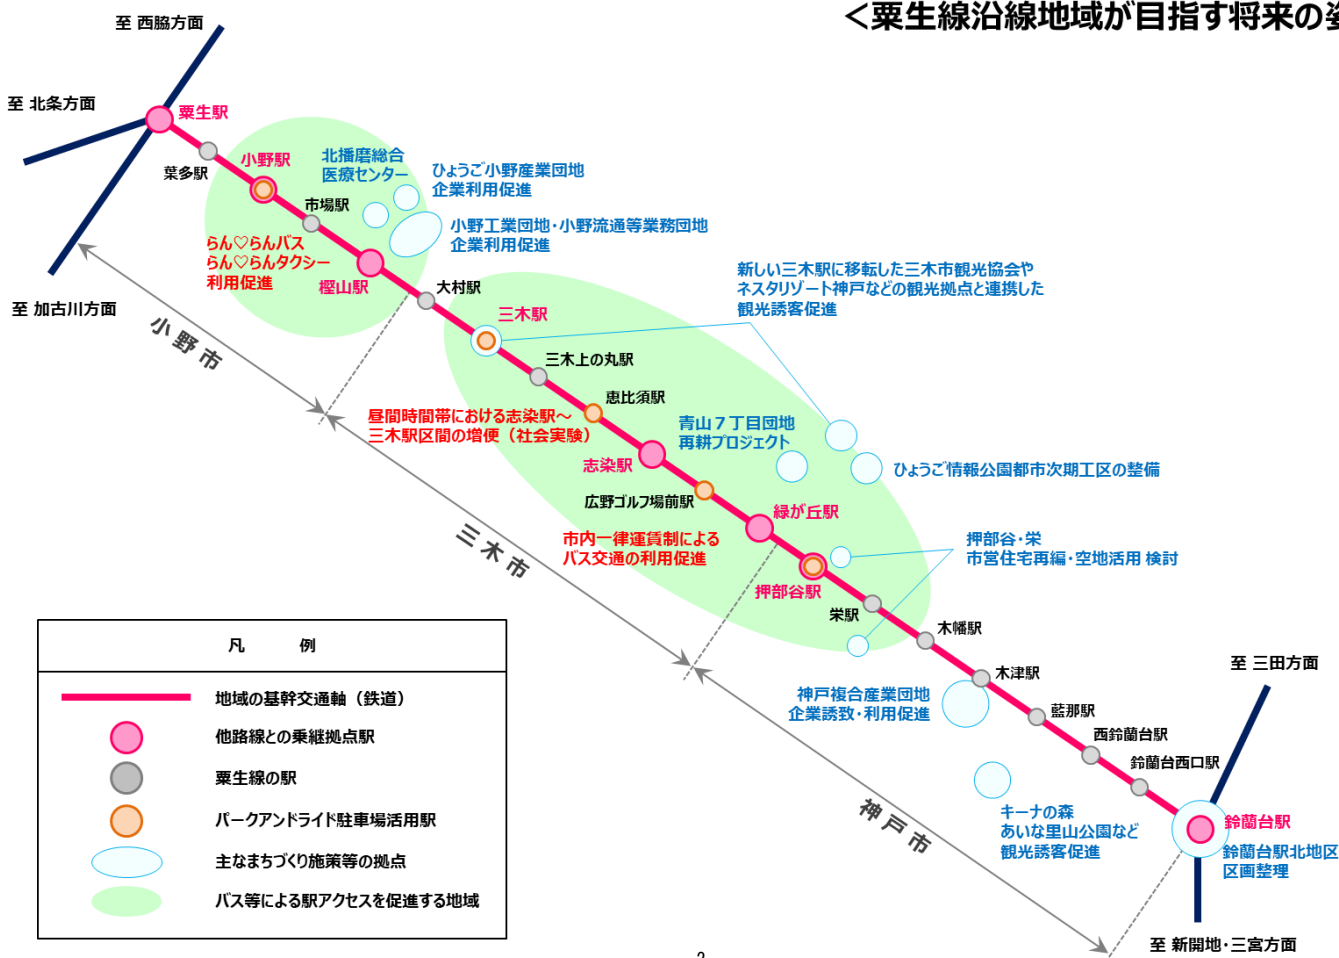 ＜粟生線沿線地域が目指す将来の姿
至 西脇方面
至 北条方面
粟生駅
葉多駅
小野駅
北播磨総合
医療センター
ひょうご小野産業団地
企業利用促進
市場駅
小野工業団地・小野流通等業務団地
企業利用促進
らん♡らんバス
らん♡らんタクシー
利用促進
樫山駅
至 加古川方面
大村駅
小野市
新しい三木駅に移転した三木市観光協会や
ネスタリゾート神戸などの観光拠点と連携した
観光誘客促進
三木駅
三木上の丸駅
恵比須駅
昼間時間帯における志染駅～
三木駅区間の増便（社会実験）
青山７丁目団地
再耕プロジェクト
志染駅
ひょうご情報公園都市次期工区の整備
広野ゴルフ場前駅
緑が丘駅
三木市
市内一律運賃制による
バス交通の利用促進
押部谷・栄
市営住宅再編・空地活用 検討
押部谷駅
栄駅
木幡駅
木津駅
至 三田方面
神戸複合産業団地
企業誘致・利用促進
藍那駅
西鈴蘭台駅
鈴蘭台西口駅
キーナの森
あいな里山公園など
観光誘客促進
神戸市
鈴蘭台駅
鈴蘭台駅北地区
区画整理
至 新開地・三宮方面
凡 例
地域の基幹交通軸（鉄道）
他路線との乗継拠点駅
粟生線の駅
パークアンドライド駐車場活用駅
主なまちづくり施策等の拠点
バス等による駅アクセスを促進する地域